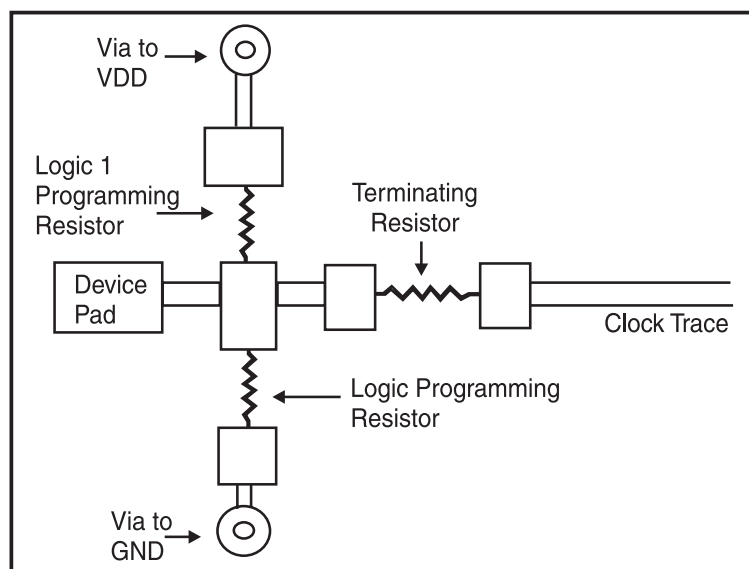 Via to
VDD
Logic 1
Programming
Resistor
Terminating
Resistor
Device
Pad
Clock Trace
Logic Programming
Resistor
Via to
GND